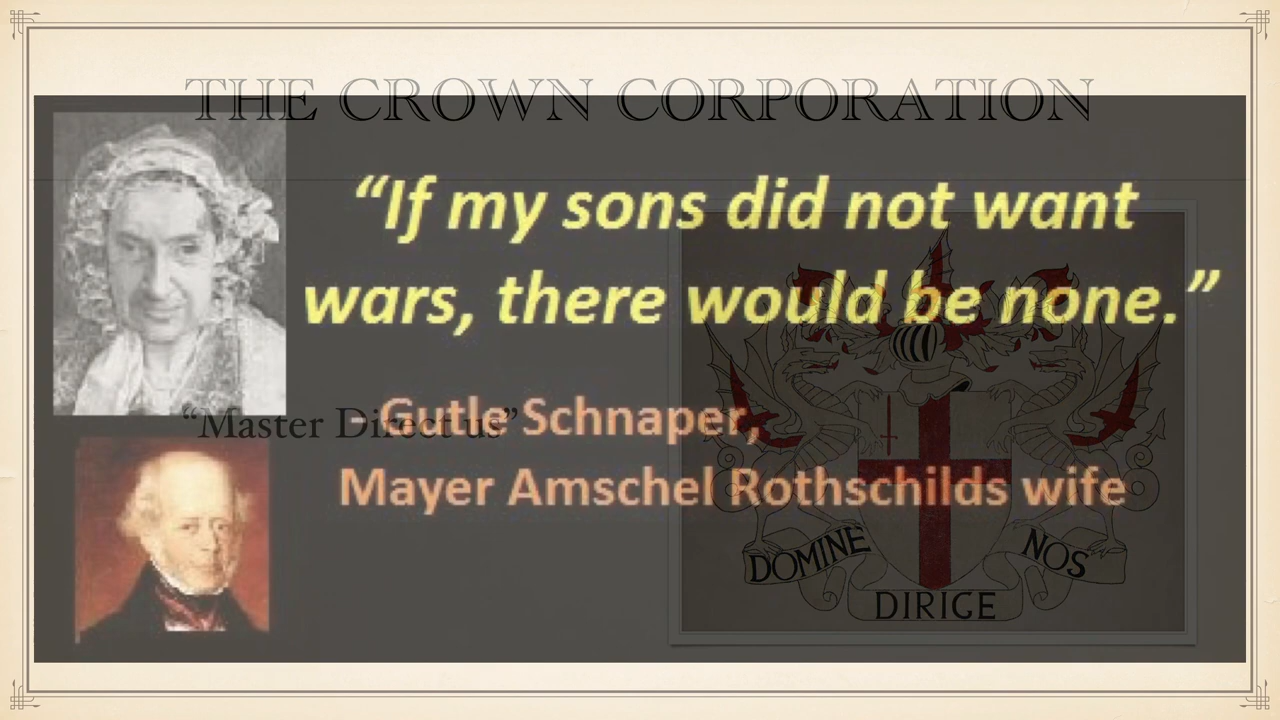 THE CROWN CORPORATION
“If my sons did not want
wars, there would be none.”
“Master Direct us”
- Gutle Schnaper,
Mayer Amschel Rothschilds wife
DOMINE
NOS
DIRIGE